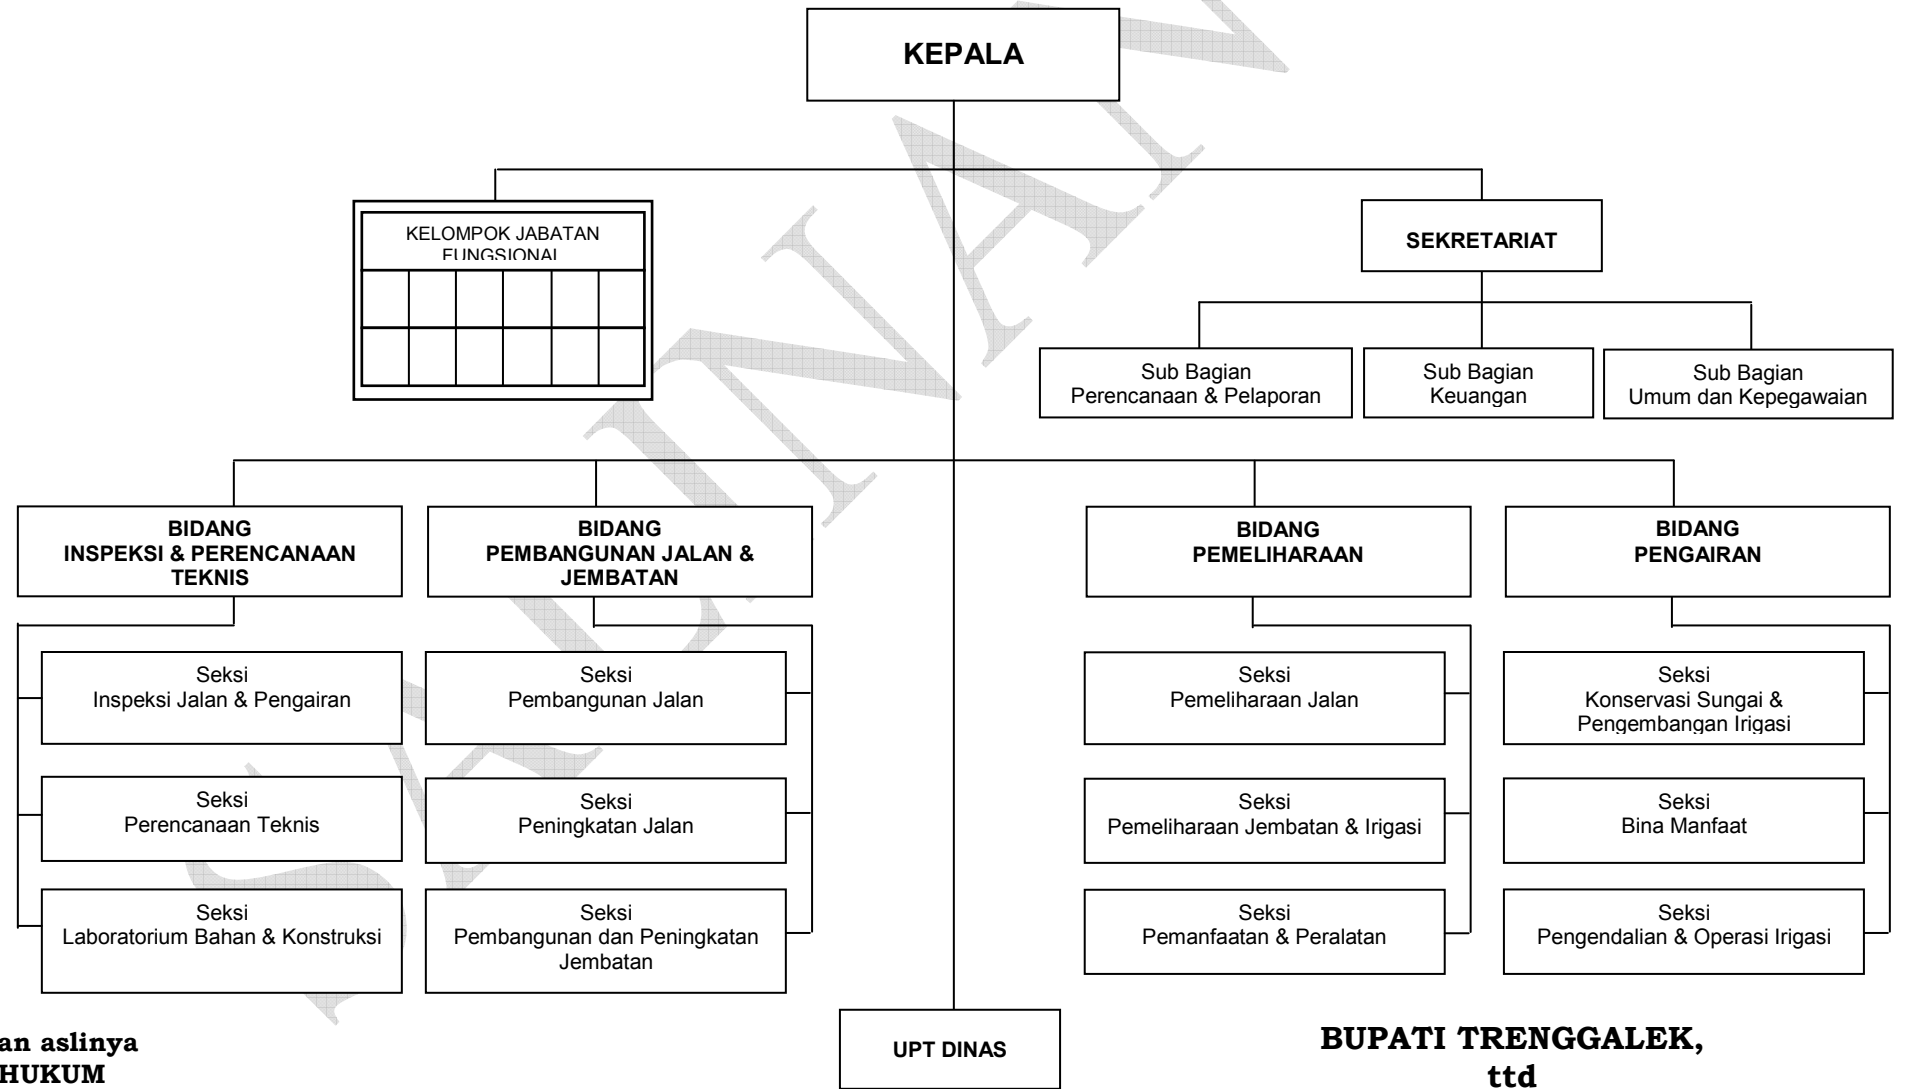 KEPALA
KELOMPOK JABATAN
FUNGSIONAL
SEKRETARIAT
Sub Bagian
Perencanaan & Pelaporan
Sub Bagian
Keuangan
Sub Bagian
Umum dan Kepegawaian
BIDANG
INSPEKSI & PERENCANAAN
TEKNIS
BIDANG
PEMBANGUNAN JALAN &
JEMBATAN
BIDANG
PEMELIHARAAN
BIDANG
PENGAIRAN
Seksi
Inspeksi Jalan & Pengairan
Seksi
Perencanaan Teknis
Seksi
Laboratorium Bahan & Konstruksi
Seksi
Pembangunan Jalan
Seksi
Peningkatan Jalan
Seksi
Pembangunan dan Peningkatan
Jembatan
Seksi
Pemeliharaan Jalan
Seksi
Pemeliharaan Jembatan & Irigasi
Seksi
Pemanfaatan & Peralatan
Seksi
Konservasi Sungai &
Pengembangan Irigasi
Seksi
Bina Manfaat
Seksi
Pengendalian & Operasi Irigasi
UPT DINAS
an aslinya
HUKUM
BUPATI TRENGGALEK,
ttd
SALINAN